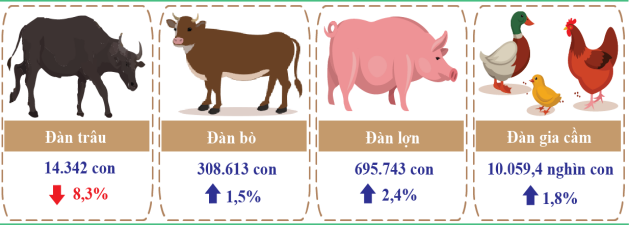 Đàn trâu
14.342 con
8,3%
Đàn bò
308.613 con
1,5%
Đàn lợn
695.743 con
2,4%
Đàn gia cầm
10.059,4 nghìn con
1,8%